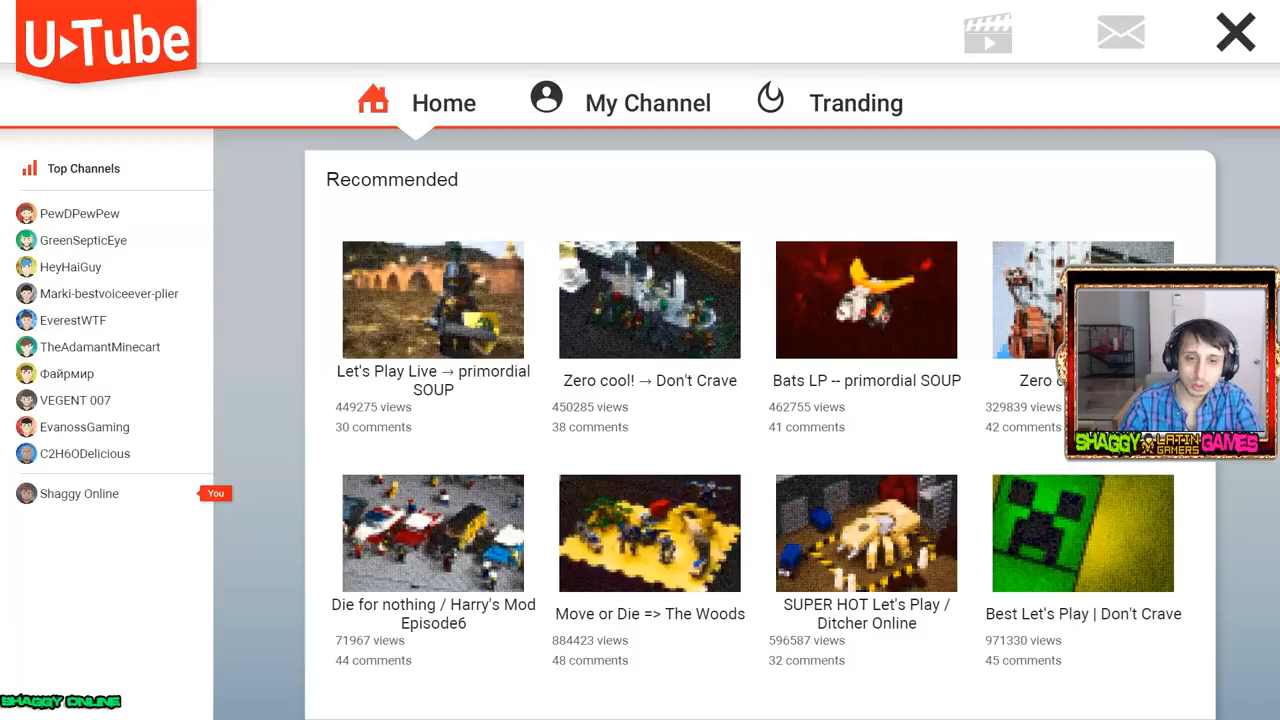 U Tube
Home
My Channel
Tranding
Top Channels
PewDPewPew
GreenSepticEye
HeyHaiGuy
Marki-bestvoiceever-plier
EverestWTF
TheAdamantMinecart
Файрмир
VEGENT 007
EvanossGaming
C2H6ODelicious
Shaggy Online
You
Recommended
Let's Play Live → primordial
SOUP
449275 views
30 comments
Zero cool! → Don't Crave
450285 views
38 comments
Bats LP -- primordial SOUP
462755 views
41 comments
Zero
329839 views
42 comments
Die for nothing / Harry's Mod
Episode6
71967 views
44 comments
Move or Die => The Woods
884423 views
48 comments
SUPER HOT Let's Play /
Ditcher Online
596587 views
32 comments
Best Let's Play | Don't Crave
971330 views
45 comments
SHAGGY LATIN GAMERS GAMES
SHAGGY ONLINE